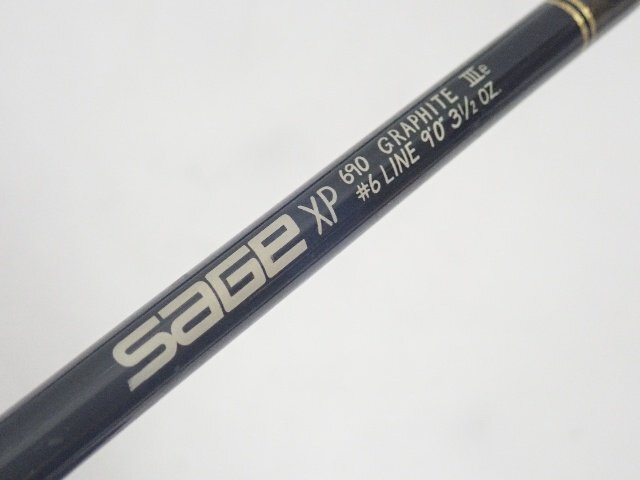 SAGE XP 690 GRAPHITE IIIe
#6 LINE 9'0" 3 1/2 OZ.